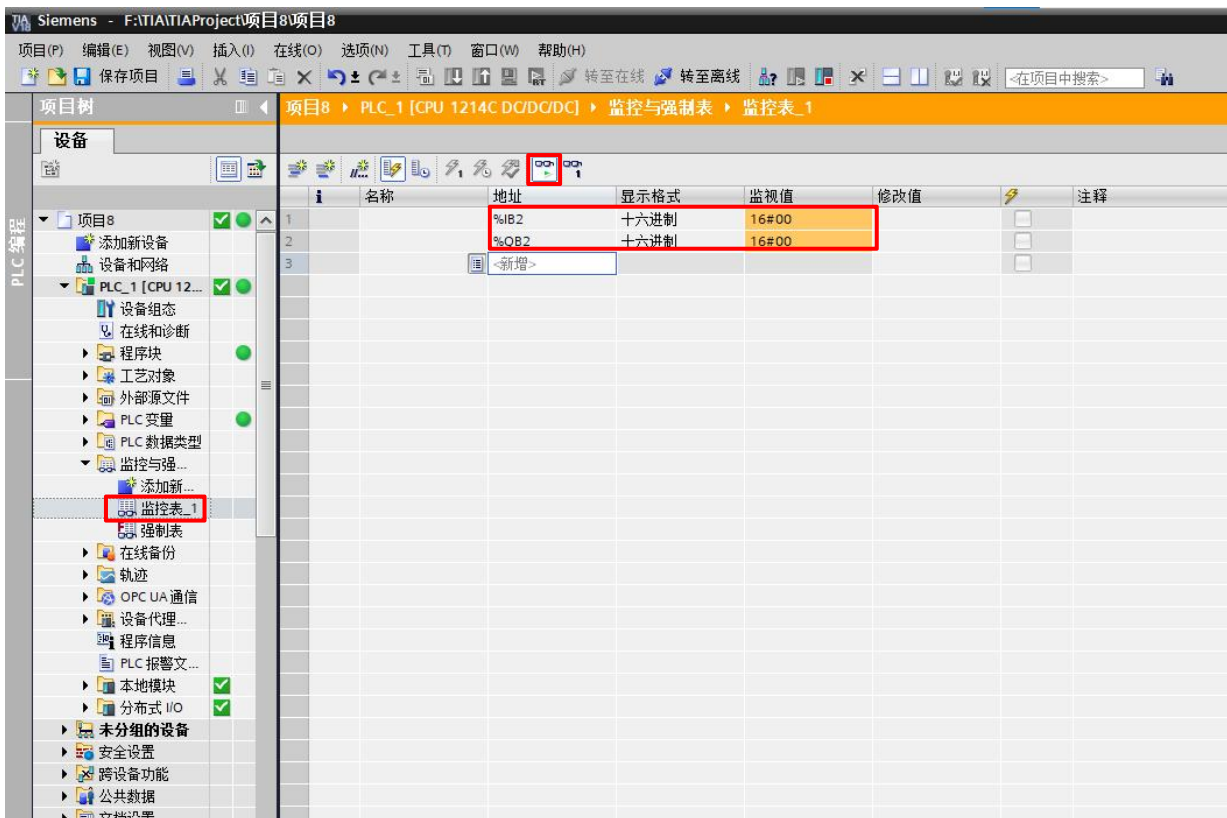 Siemens - F:\TIA\TIAProject\项目8\项目8
项目(P) 编辑(E) 视图(V) 插入(I) 在线(O) 选项(N) 工具(T) 窗口(W) 帮助(H)
保存项目 转至在线 转至离线 <在项目中搜索>
项目树 项目8 PLC_1 [CPU 1214C DC/DC/DC] 监控与强制表 监控表_1
设备
i 名称 地址 显示格式 监视值 修改值 注释
1 %IB2 十六进制 16#00
2 %QB2 十六进制 16#00
3 <新增>
PLC 编程
项目8
添加新设备
设备和网络
PLC_1 [CPU 12...
设备组态
在线和诊断
程序块
工艺对象
外部源文件
PLC 变量
PLC 数据类型
监控与强...
添加新...
监控表_1
强制表
在线备份
轨迹
OPC UA 通信
设备代理...
程序信息
PLC 报警文...
本地模块
分布式 I/O
未分组的设备
安全设置
跨设备功能
公共数据
文档设置